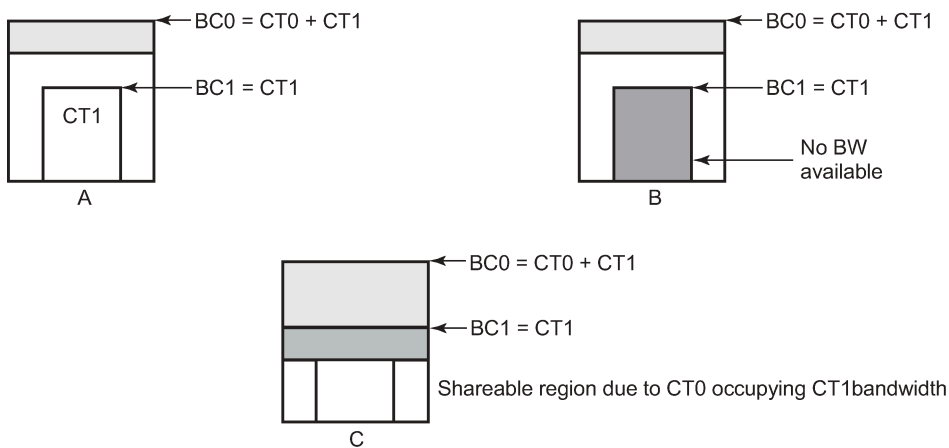 BC0 = CT0 + CT1
BC1 = CT1
CT1
A
BC0 = CT0 + CT1
BC1 = CT1
No BW
available
B
BC0 = CT0 + CT1
BC1 = CT1
Shareable region due to CT0 occupying CT1bandwidth
C